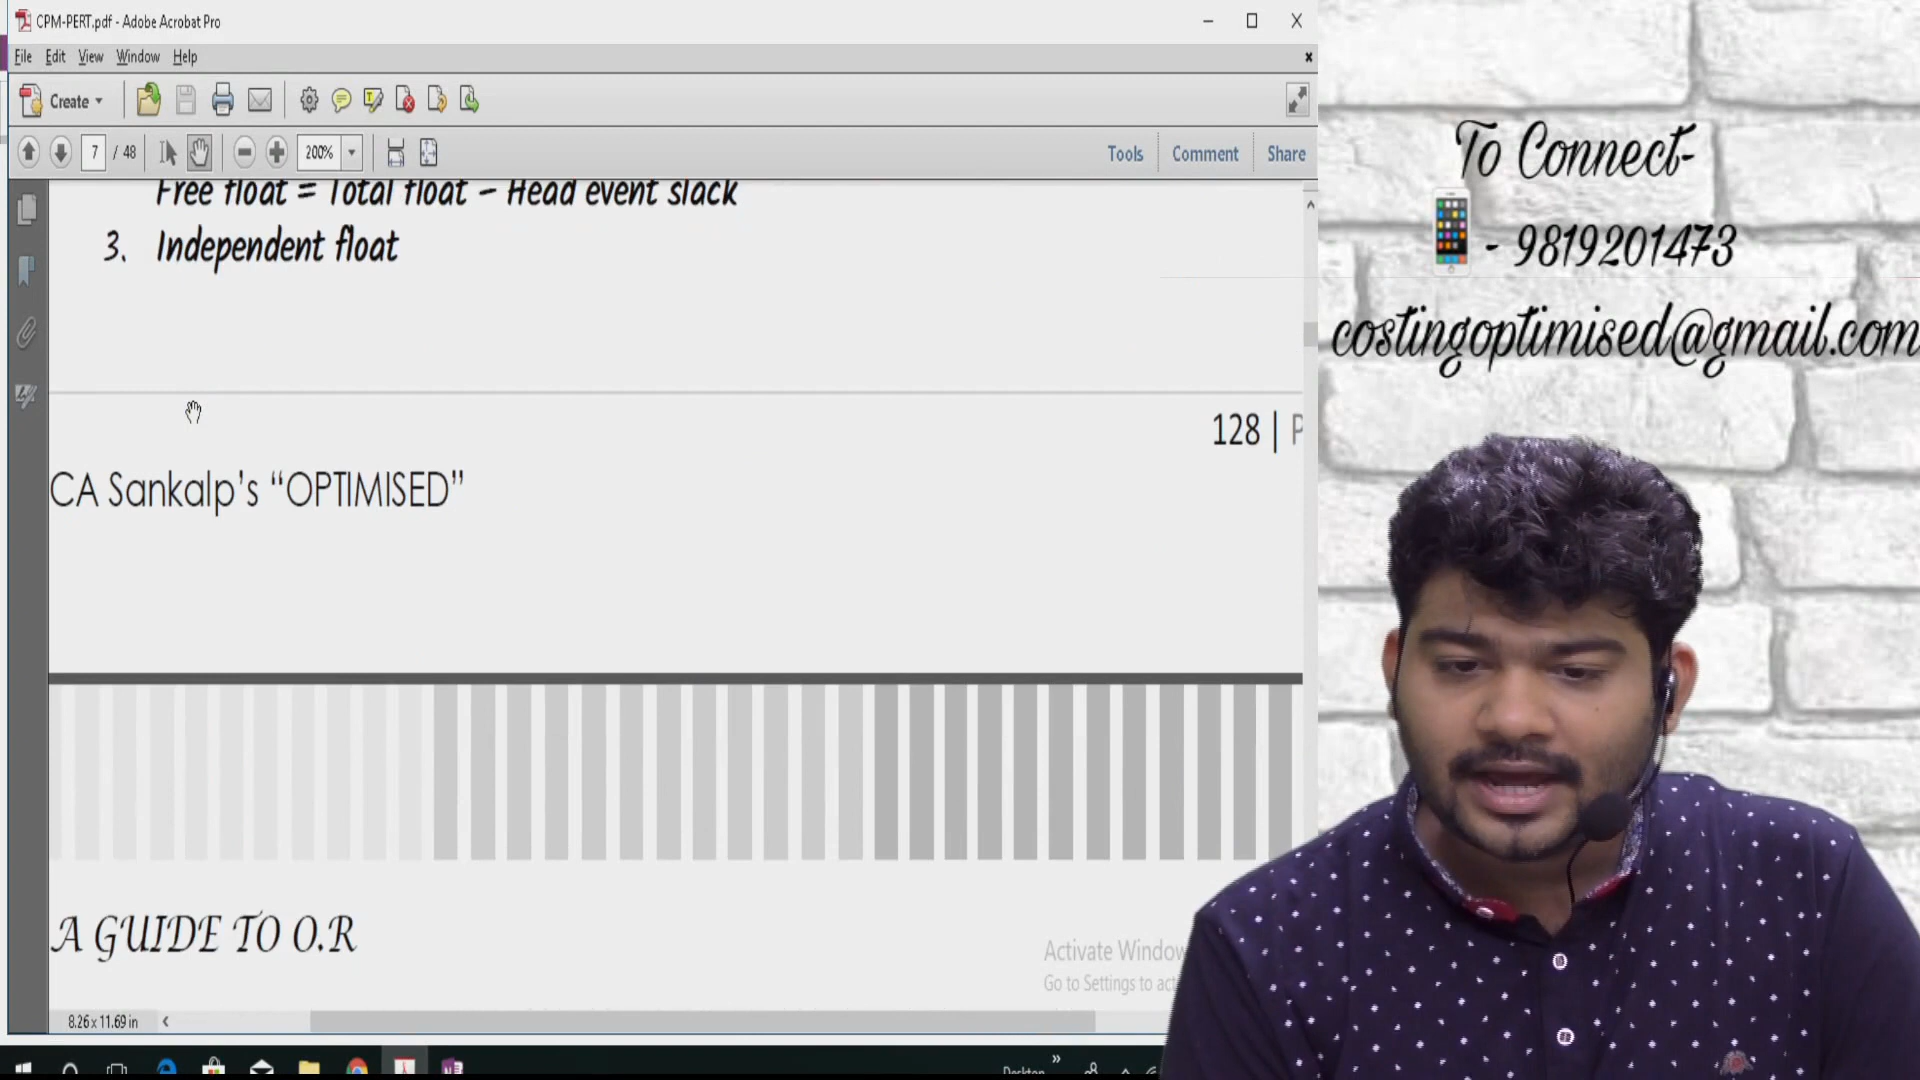 CPM-PERT.pdf - Adobe Acrobat Pro
File Edit View Window Help
Create
7 / 48
200%
Tools Comment Share
Free float = Total float – Head event slack
3. Independent float
128 | P
CA Sankalp's “OPTIMISED”
A GUIDE TO O.R
Activate Window
Go to Settings to act
8.26 x 11.69 in
Desktop
To Connect-
- 9819201473
costingoptimised@gmail.com